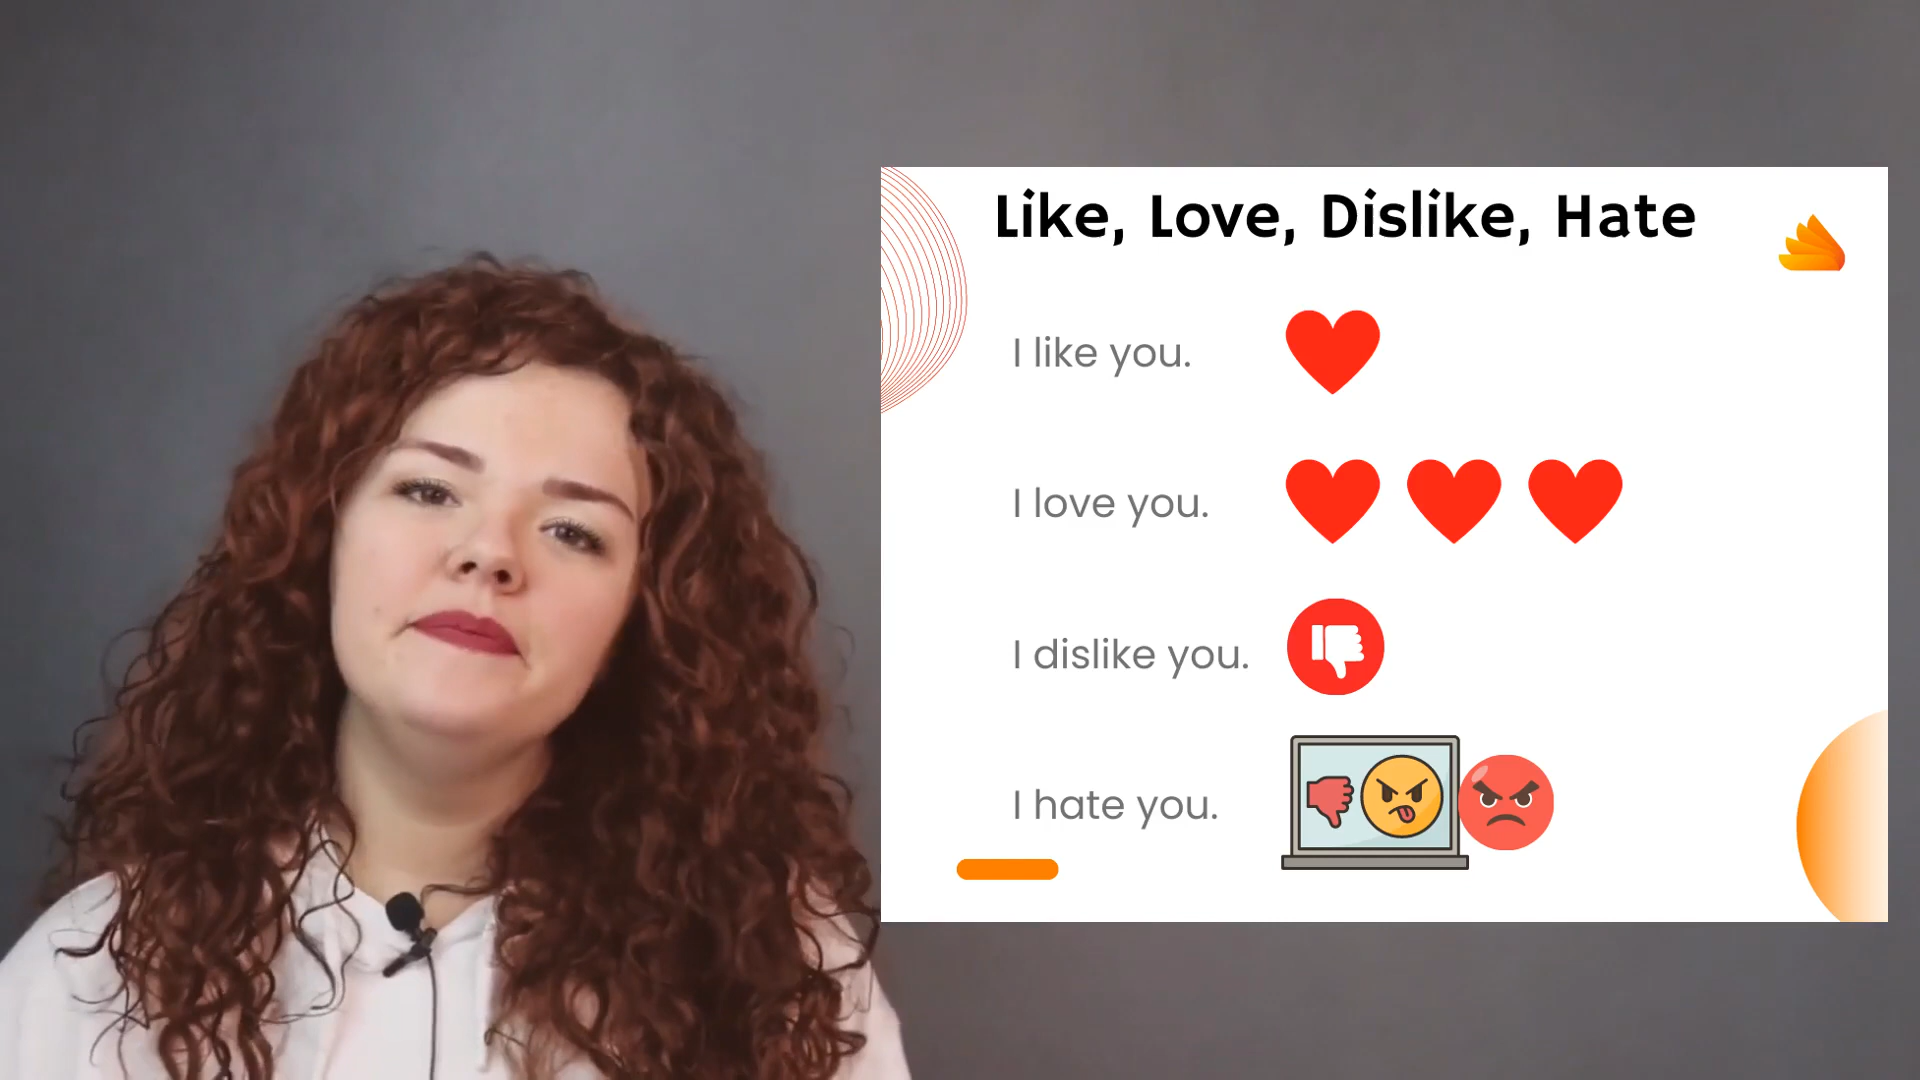 Like, Love, Dislike, Hate
I like you.
I love you.
I dislike you.
I hate you.